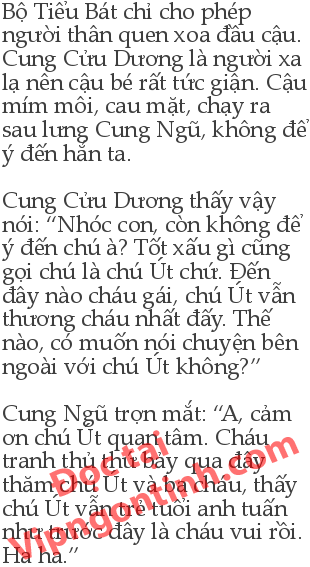 Bộ Tiểu Bát chỉ cho phép
người thân quen xoa đầu cậu.
Cung Cửu Dương là người xa
lạ nên cậu bé rất tức giận. Cậu
mím môi, cau mặt, chạy ra
sau lưng Cung Ngũ, không để
ý đến hắn ta.
Cung Cửu Dương thấy vậy
nói: “Nhóc con, còn không để
ý đến chú à? Tốt xấu gì cũng
gọi chú là chú Út chứ. Đến
đây nào cháu gái, chú Út vẫn
thương cháu nhất đấy. Thế
nào, có muốn nói chuyện bên
ngoài với chú Út không?”
Cung Ngũ trợn mắt: “A, cảm
ơn chú Út quan tâm. Cháu
tranh thủ thứ bảy qua đây
thăm chú Út và bà cháu, thấy
chú Út vẫn trẻ tuổi anh tuấn
như trước đây là cháu vui rồi.
Ha ha.”
Doc tai
Vipngontinh.com